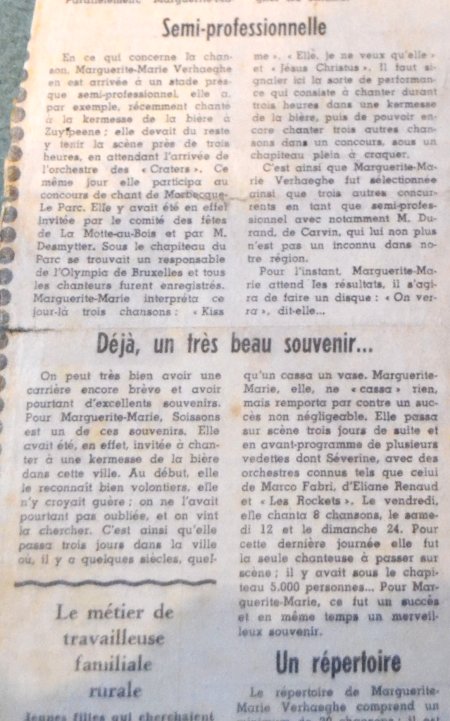 Semi-professionnelle
En ce qui concerne la chan-
son, Marguerite-Marie Verhaeghe
en est arrivée à un stade pres-
que semi-professionnel, elle a,
par exemple, récemment chanté
à la kermesse de la bière à
Zuytpeene ; elle devait du reste
y tenir la scène près de trois
heures, en attendant l'arrivée de
l'orchestre des « Craters ». Ce
même jour elle participa au
concours de chant de Morbecque-
Le Parc. Elle y avait été en effet
invitée par le comité des fêtes
de La Motte-au-Bois et par M.
Desmytter. Sous le chapiteau du
Parc se trouvait un responsable
de l'Olympia de Bruxelles et tous
les chanteurs furent enregistrés.
Marguerite-Marie interpréta ce
jour-là trois chansons : « Kiss
me », « Elle, je ne veux qu'elle »
et « Jésus Christus ». Il faut si-
gnaler ici la sorte de performan-
ce qui consiste à chanter durant
trois heures dans une kermesse
de la bière, puis de pouvoir en-
core chanter trois autres chan-
sons dans un concours, sous un
chapiteau plein à craquer.
C'est ainsi que Marguerite-Ma-
rie Verhaeghe fut sélectionnée
ainsi que trois autres concur-
rents en tant que semi-profes-
sionnel avec notamment M. Du-
rand, de Carvin, qui lui non plus
n'est pas un inconnu dans no-
tre région.
Pour l'instant, Marguerite-Ma-
rie attend les résultats, il s'agi-
ra de faire un disque : « On ver-
ra », dit-elle...
Déjà, un très beau souvenir...
On peut très bien avoir une
carrière encore brève et avoir
pourtant d'excellents souvenirs.
Pour Marguerite-Marie, Soissons
est un de ces souvenirs. Elle
avait été, en effet, invitée à chan-
ter à une kermesse de la bière
dans cette ville. Au début, elle
le reconnaît bien volontiers, elle
n'y croyait guère ; on ne l'avait
pourtant pas oubliée, et on vint
la chercher. C'est ainsi qu'elle
passa trois jours dans la ville
où, il y a quelques siècles, quel-
qu'un cassa un vase. Marguerite-
Marie, elle, ne « cassa » rien,
mais remporta par contre un suc-
cès non négligeable. Elle passa
sur scène trois jours de suite et
en avant-programme de plusieurs
vedettes dont Séverine, avec des
orchestres connus tels que celui
de Marco Fabri, d'Eliane Renaud
et « Les Rockets ». Le vendredi,
elle chanta 8 chansons, le same-
di 12 et le dimanche 24. Pour
cette dernière journée elle fut
la seule chanteuse à passer sur
scène ; il y avait sous le chapi-
teau 5.000 personnes... Pour Mar-
guerite-Marie, ce fut un succès
et en même temps un merveil-
leux souvenir.
Le métier de
travailleuse
familiale
rurale
Jeunes filles qui cherchaient
Un répertoire
Le répertoire de Marguerite-
Marie Verhaeghe comprend un